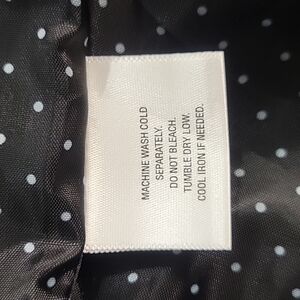 MACHINE WASH COLD
SEPARATELY.
DO NOT BLEACH.
TUMBLE DRY LOW.
COOL IRON IF NEEDED.